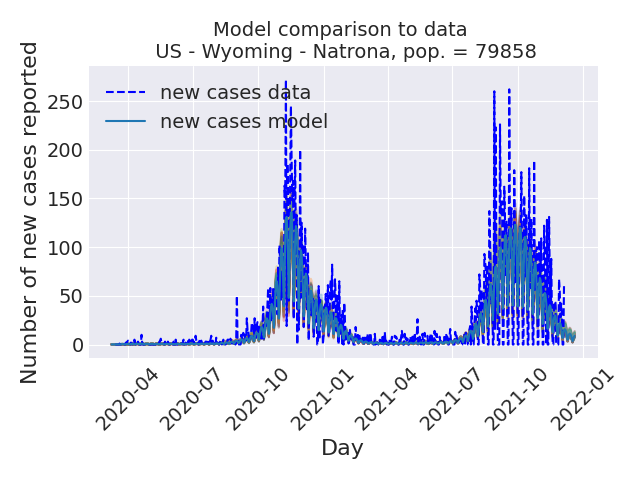 Model comparison to data
US - Wyoming - Natrona, pop. = 79858
Number of new cases reported
new cases data
new cases model
250
200
150
100
50
0
2020-04
2020-07
2020-10
2021-01
2021-04
2021-07
2021-10
2022-01
Day